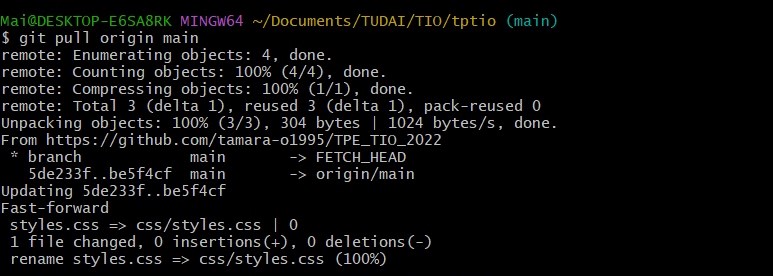 Mai@DESKTOP-E6SA8RK MINGW64 ~/Documents/TUDAI/TIO/tptio (main)
$ git pull origin main
remote: Enumerating objects: 4, done.
remote: Counting objects: 100% (4/4), done.
remote: Compressing objects: 100% (1/1), done.
remote: Total 3 (delta 1), reused 3 (delta 1), pack-reused 0
Unpacking objects: 100% (3/3), 304 bytes | 1024 bytes/s, done.
From https://github.com/tamara-o1995/TPE_TIO_2022
 * branch            main       -> FETCH_HEAD
   5de233f..be5f4cf  main       -> origin/main
Updating 5de233f..be5f4cf
Fast-forward
 styles.css => css/styles.css | 0
 1 file changed, 0 insertions(+), 0 deletions(-)
 rename styles.css => css/styles.css (100%)